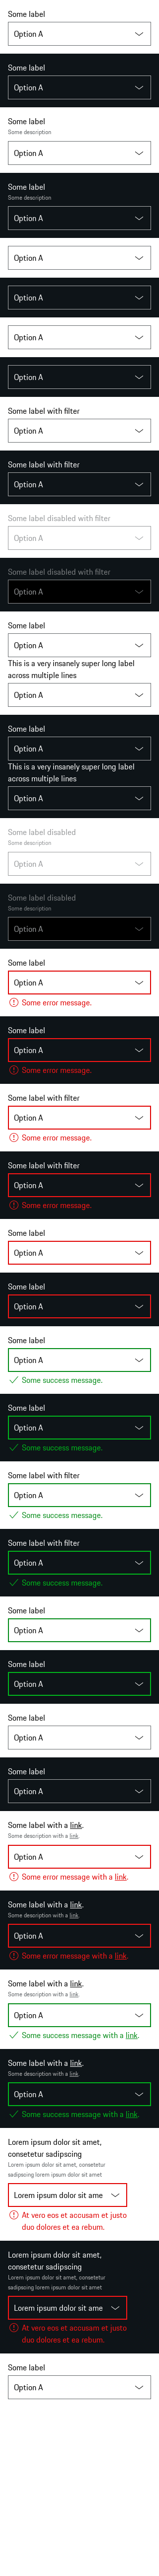 Some label
Option A
Some label
Option A
Some label
Some description
Option A
Some label
Some description
Option A
Option A
Option A
Option A
Option A
Some label with filter
Option A
Some label with filter
Option A
Some label disabled with filter
Option A
Some label disabled with filter
Option A
Some label
Option A
This is a very insanely super long label
across multiple lines
Option A
Some label
Option A
This is a very insanely super long label
across multiple lines
Option A
Some label disabled
Some description
Option A
Some label disabled
Some description
Option A
Some label
Option A
Some error message.
Some label
Option A
Some error message.
Some label with filter
Option A
Some error message.
Some label with filter
Option A
Some error message.
Some label
Option A
Some label
Option A
Some label
Option A
Some success message.
Some label
Option A
Some success message.
Some label with filter
Option A
Some success message.
Some label with filter
Option A
Some success message.
Some label
Option A
Some label
Option A
Some label
Option A
Some label
Option A
Some label with a link.
Some description with a link.
Option A
Some error message with a link.
Some label with a link.
Some description with a link.
Option A
Some error message with a link.
Some label with a link.
Some description with a link.
Option A
Some success message with a link.
Some label with a link.
Some description with a link.
Option A
Some success message with a link.
Lorem ipsum dolor sit amet,
consetetur sadipscing
Lorem ipsum dolor sit amet, consetetur
sadipscing lorem ipsum dolor sit amet
Lorem ipsum dolor sit ame
At vero eos et accusam et justo
duo dolores et ea rebum.
Lorem ipsum dolor sit amet,
consetetur sadipscing
Lorem ipsum dolor sit amet, consetetur
sadipscing lorem ipsum dolor sit amet
Lorem ipsum dolor sit ame
At vero eos et accusam et justo
duo dolores et ea rebum.
Some label
Option A